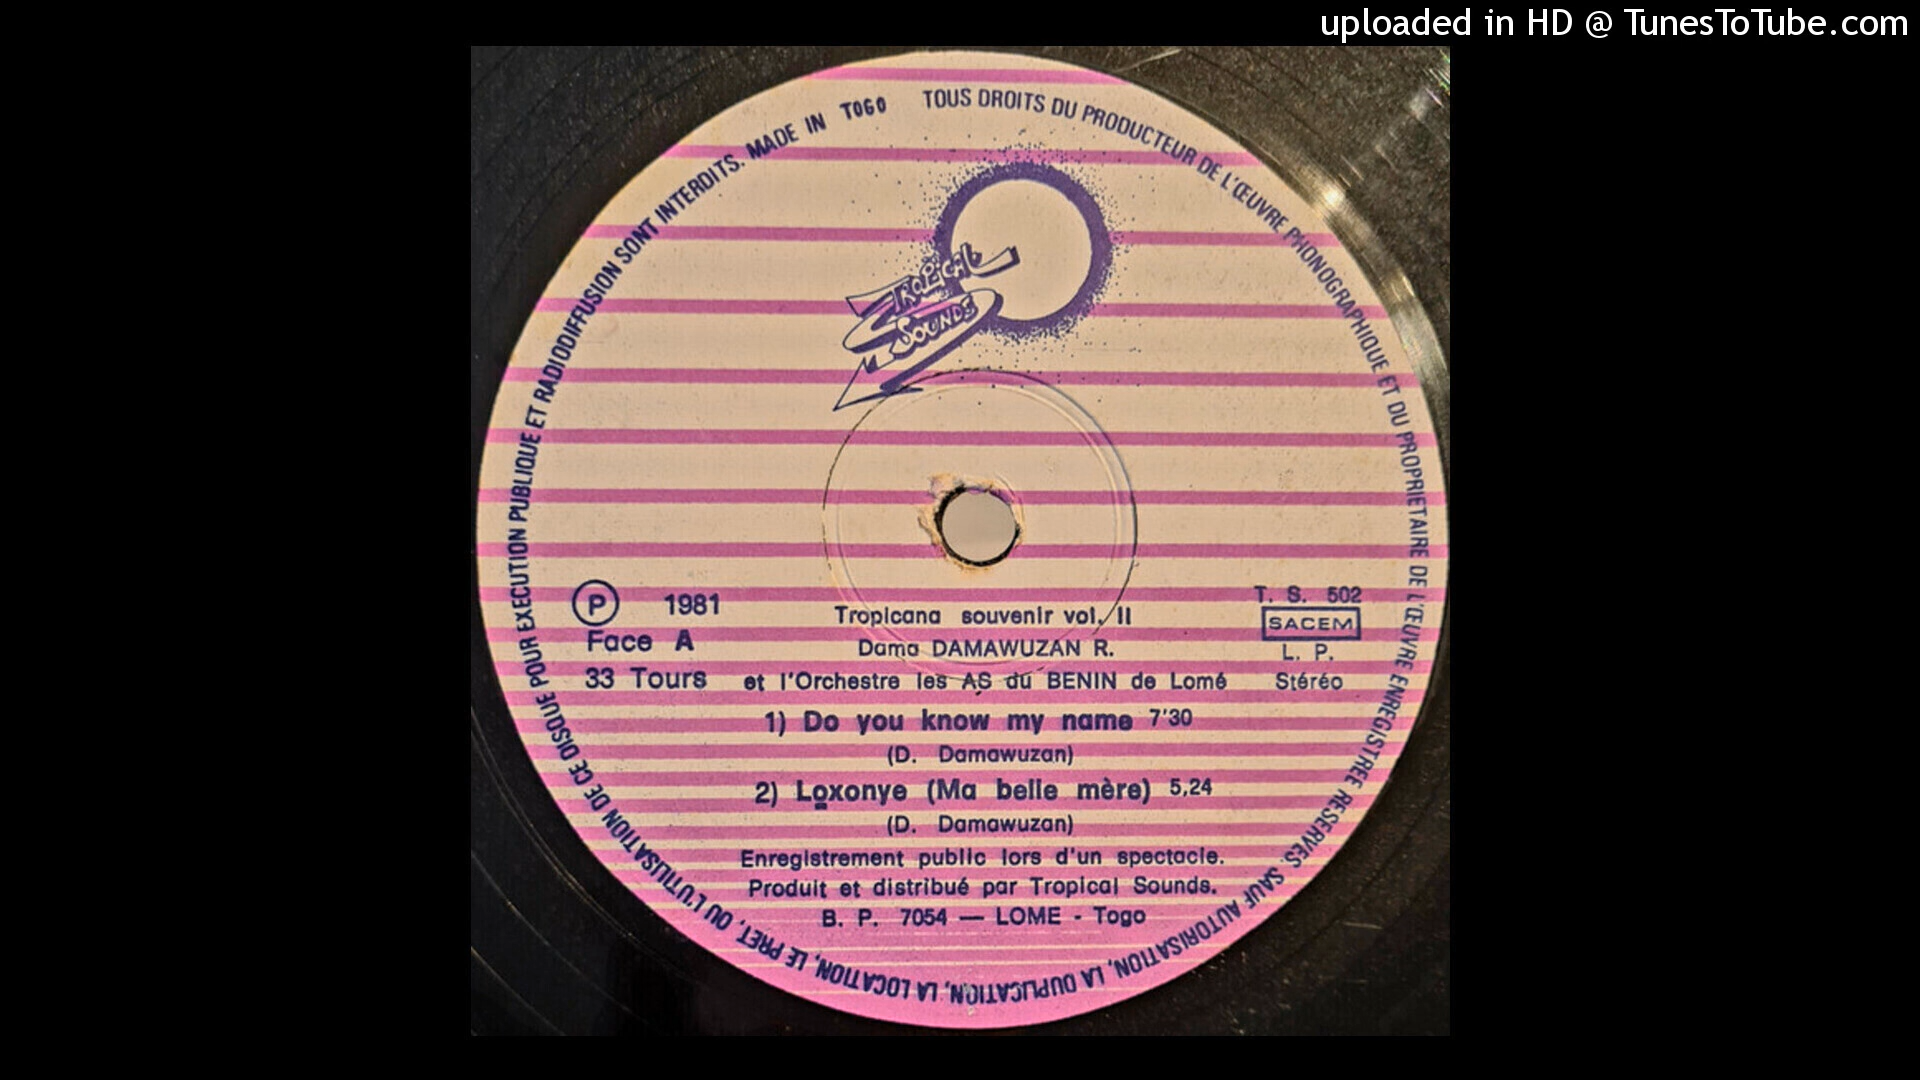 uploaded in HD @ TunesToTube.com
TOUS DROITS DU PRODUCTEUR DE L'ŒUVRE PHONOGRAPHIQUE ET DU PROPRIETAIRE DE L'ŒUVRE ENREGISTREE RESERVES. SAUF AUTORISATION, LA DUPLICATION, LA LOCATION, LE PRET, OU L'UTILISATION DE CE DISQUE POUR EXECUTION PUBLIQUE ET RADIODIFFUSION SONT INTERDITS. MADE IN TOGO
TROPICAL
SOUNDS
Ⓟ 1981
Face A
33 Tours
T. S. 502
SACEM
L. P.
Stéréo
Tropicana souvenir vol. II
Dama DAMAWUZAN R.
et l'Orchestre les AS du BENIN de Lomé
1) Do you know my name 7'30
(D. Damawuzan)
2) Lo̲xonye (Ma belle mère) 5,24
(D. Damawuzan)
Enregistrement public lors d'un spectacle.
Produit et distribué par Tropical Sounds.
B. P. 7054 — LOME - Togo